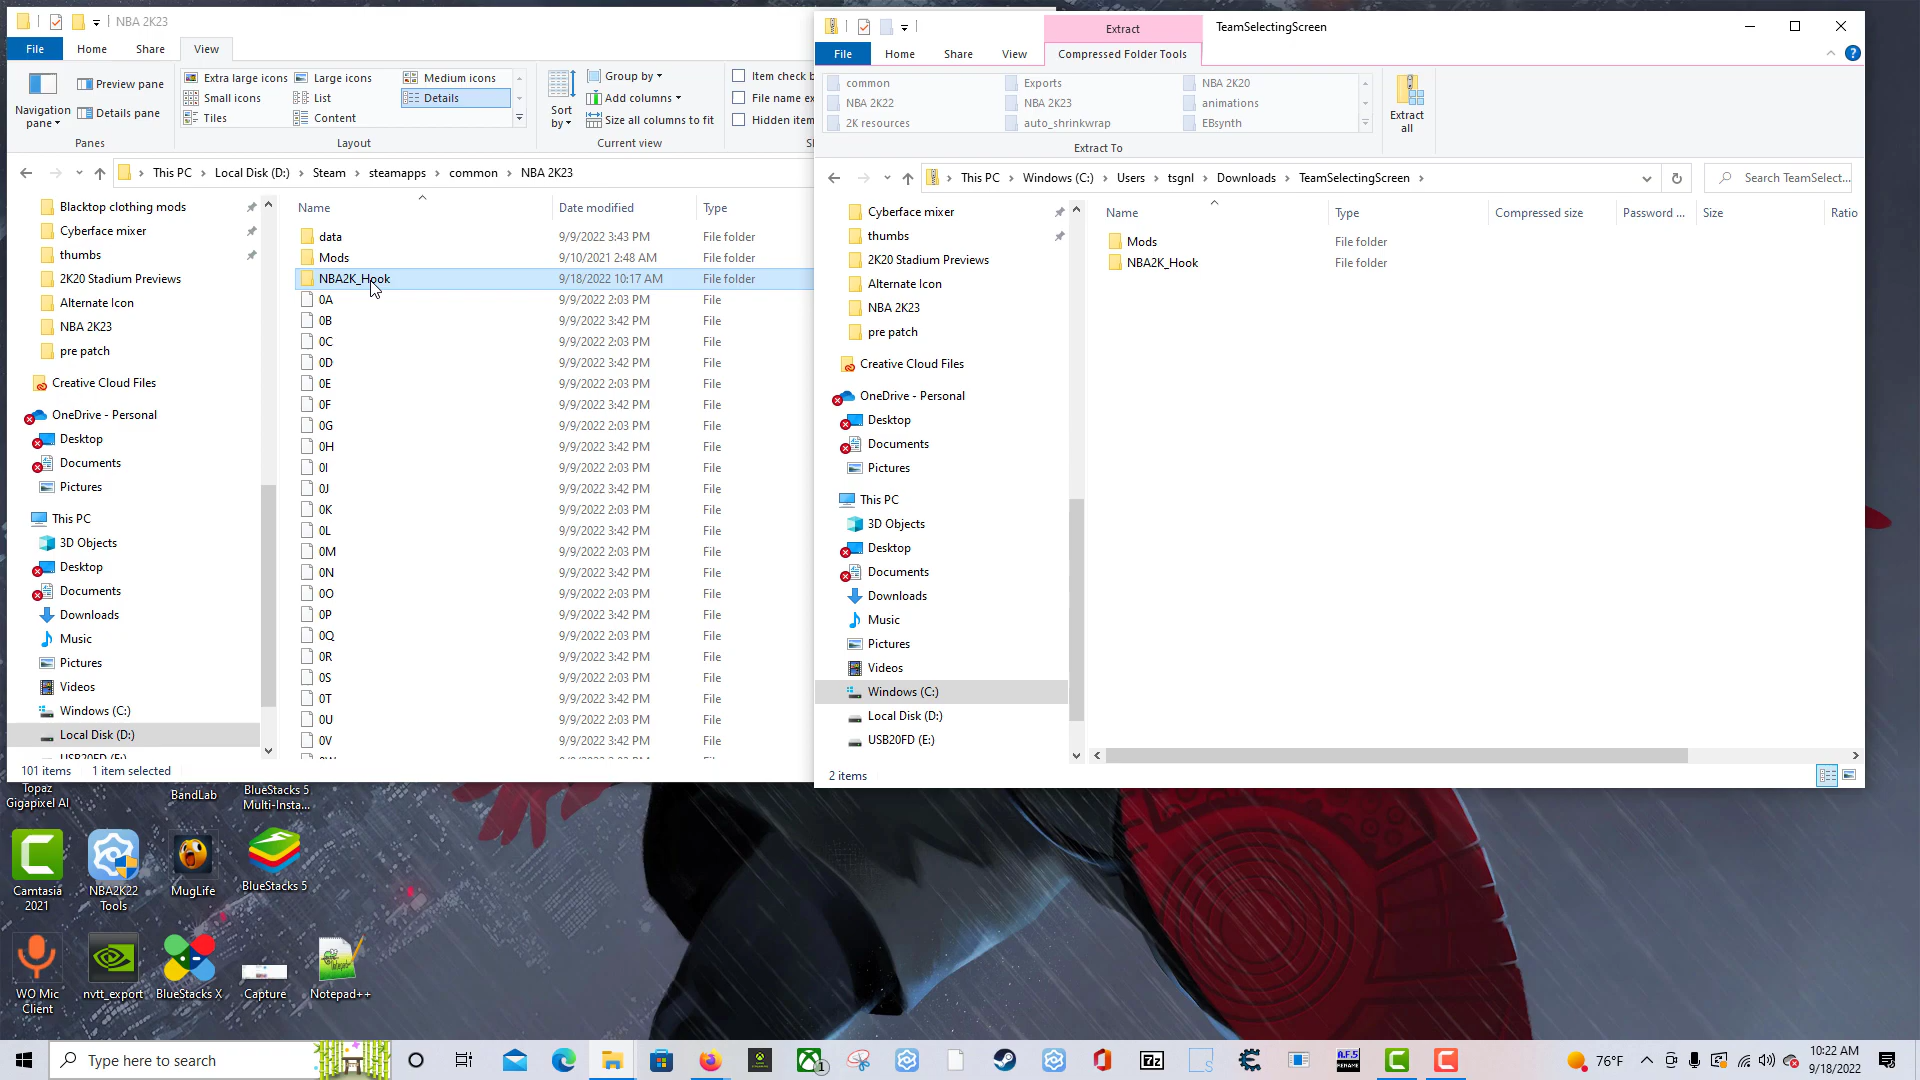 NBA 2K23
File
Home
Share
View
Navigation pane
Preview pane
Details pane
Panes
Extra large icons
Large icons
Medium icons
Small icons
List
Details
Tiles
Content
Layout
Sort by
Group by
Add columns
Size all columns to fit
Current view
Item check b
File name ex
Hidden item
This PC
Local Disk (D:)
Steam
steamapps
common
NBA 2K23
Blacktop clothing mods
Cyberface mixer
thumbs
2K20 Stadium Previews
Alternate Icon
NBA 2K23
pre patch
Creative Cloud Files
OneDrive - Personal
Desktop
Documents
Pictures
This PC
3D Objects
Desktop
Documents
Downloads
Music
Pictures
Videos
Windows (C:)
Local Disk (D:)
Name Date modified Type
data 9/9/2022 3:43 PM File folder
Mods 9/10/2021 2:48 AM File folder
NBA2K_Hook 9/18/2022 10:17 AM File folder
0A 9/9/2022 2:03 PM File
0B 9/9/2022 3:42 PM File
0C 9/9/2022 2:03 PM File
0D 9/9/2022 3:42 PM File
0E 9/9/2022 2:03 PM File
0F 9/9/2022 3:42 PM File
0G 9/9/2022 2:03 PM File
0H 9/9/2022 3:42 PM File
0I 9/9/2022 2:03 PM File
0J 9/9/2022 3:42 PM File
0K 9/9/2022 2:03 PM File
0L 9/9/2022 3:42 PM File
0M 9/9/2022 2:03 PM File
0N 9/9/2022 3:42 PM File
0O 9/9/2022 2:03 PM File
0P 9/9/2022 3:42 PM File
0Q 9/9/2022 2:03 PM File
0R 9/9/2022 3:42 PM File
0S 9/9/2022 2:03 PM File
0T 9/9/2022 3:42 PM File
0U 9/9/2022 2:03 PM File
0V 9/9/2022 3:42 PM File
101 items 1 item selected
Extract
TeamSelectingScreen
File
Home
Share
View
Compressed Folder Tools
common
Exports
NBA 2K20
NBA 2K22
NBA 2K23
animations
2K resources
auto_shrinkwrap
EBsynth
Extract To
Extract all
This PC
Windows (C:)
Users
tsgnl
Downloads
TeamSelectingScreen
Search TeamSelect...
Cyberface mixer
thumbs
2K20 Stadium Previews
Alternate Icon
NBA 2K23
pre patch
Creative Cloud Files
OneDrive - Personal
Desktop
Documents
Pictures
This PC
3D Objects
Desktop
Documents
Downloads
Music
Pictures
Videos
Windows (C:)
Local Disk (D:)
USB20FD (E:)
Name Type Compressed size Password ... Size Ratio
Mods File folder
NBA2K_Hook File folder
2 items
Topaz
Gigapixel AI
BandLab
BlueStacks 5
Multi-Insta...
Camtasia
2021
NBA2K22
Tools
MugLife
BlueStacks 5
WO Mic
Client
nvtt_export
BlueStacks X
Capture
Notepad++
Type here to search
76°F
10:22 AM
9/18/2022